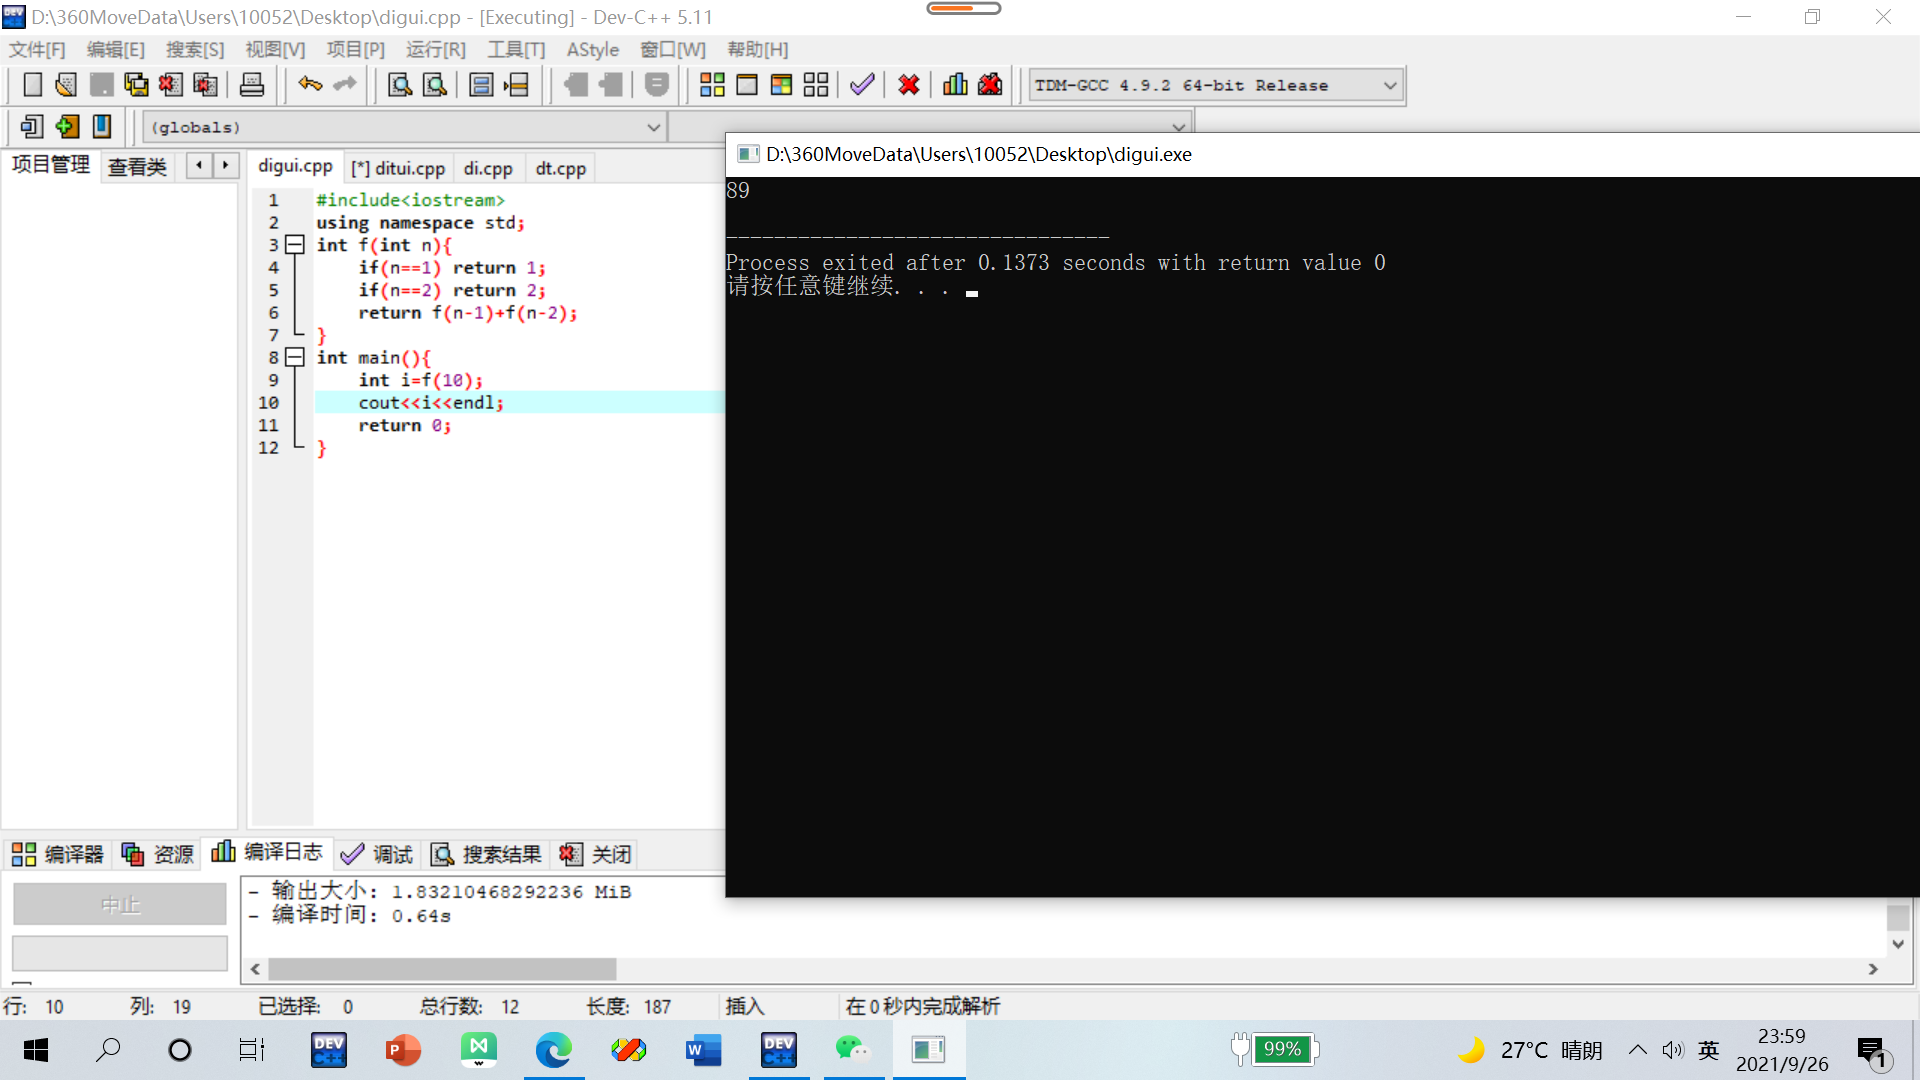 D:\360MoveData\Users\10052\Desktop\digui.cpp - [Executing] - Dev-C++ 5.11
文件[F] 编辑[E] 搜索[S] 视图[V] 项目[P] 运行[R] 工具[T] AStyle 窗口[W] 帮助[H]
TDM-GCC 4.9.2 64-bit Release
(globals)
项目管理 查看类
digui.cpp [*] ditui.cpp di.cpp dt.cpp
1 #include<iostream>
2 using namespace std;
3 int f(int n){
4 if(n==1) return 1;
5 if(n==2) return 2;
6 return f(n-1)+f(n-2);
7 }
8 int main(){
9 int i=f(10);
10 cout<<i<<endl;
11 return 0;
12 }
D:\360MoveData\Users\10052\Desktop\digui.exe
89
--------------------------------
Process exited after 0.1373 seconds with return value 0
请按任意键继续. . .
编译器 资源 编译日志 调试 搜索结果 关闭
中止
- 输出大小: 1.83210468292236 MiB
- 编译时间: 0.64s
行: 10 列: 19 已选择: 0 总行数: 12 长度: 187 插入 在 0 秒内完成解析
DEV C++
P
W
DEV C++
99%
27°C 晴朗
英
23:59
2021/9/26
1